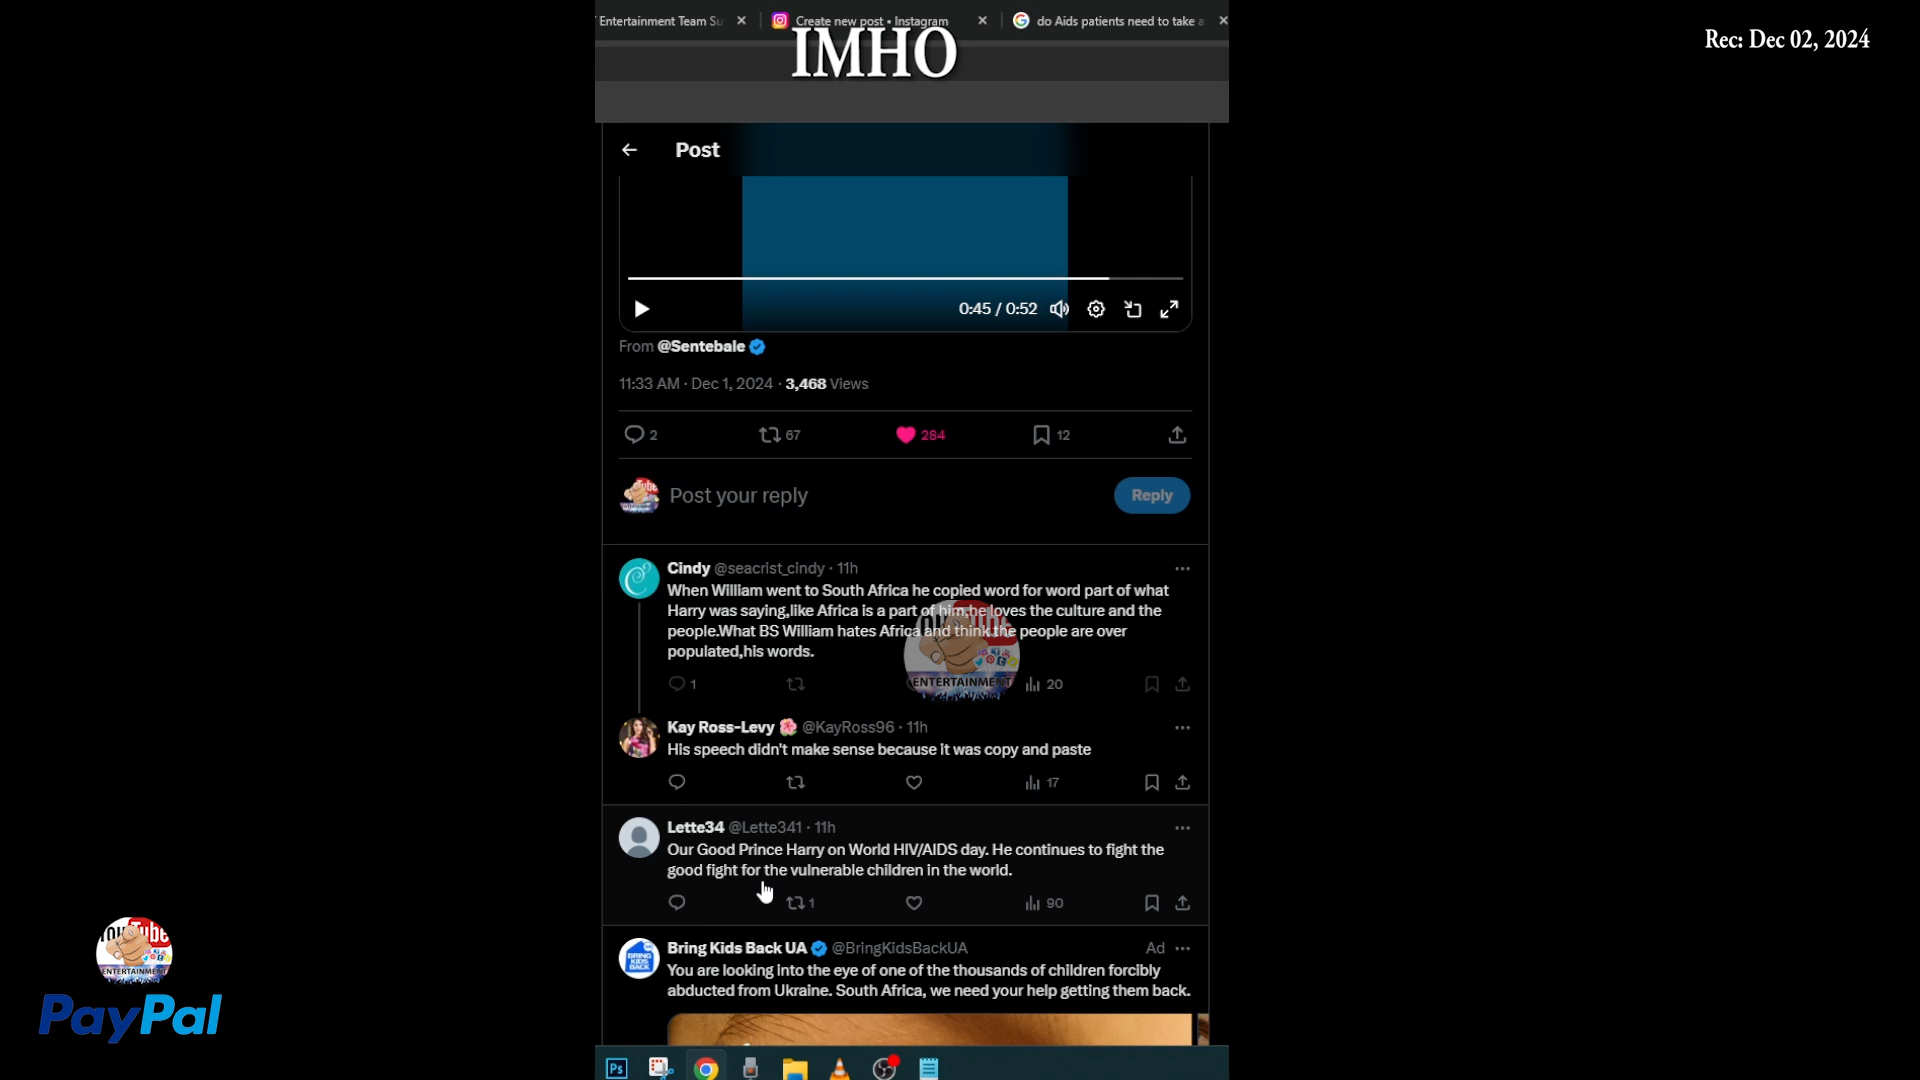 Entertainment Team Su
Create new post • Instagram
do Aids patients need to take a
IMHO
Rec: Dec 02, 2024
Post
0:45 / 0:52
From @Sentebale
11:33 AM · Dec 1, 2024 · 3,468 Views
2
67
284
12
Post your reply
Reply
Cindy @seacrist_cindy · 11h
When William went to South Africa he copied word for word part of what
Harry was saying,like Africa is a part of him,he loves the culture and the
people.What BS William hates Africa and think the people are over
populated,his words.
ENTERTAINMENT
1
20
Kay Ross-Levy @KayRoss96 · 11h
His speech didn't make sense because it was copy and paste
17
Lette34 @Lette341 · 11h
Our Good Prince Harry on World HIV/AIDS day. He continues to fight the
good fight for the vulnerable children in the world.
1
90
Bring Kids Back UA @BringKidsBackUA Ad
You are looking into the eye of one of the thousands of children forcibly
abducted from Ukraine. South Africa, we need your help getting them back.
BRING
KIDS
BACK
YouTube
ENTERTAINMENT
PayPal
Ps